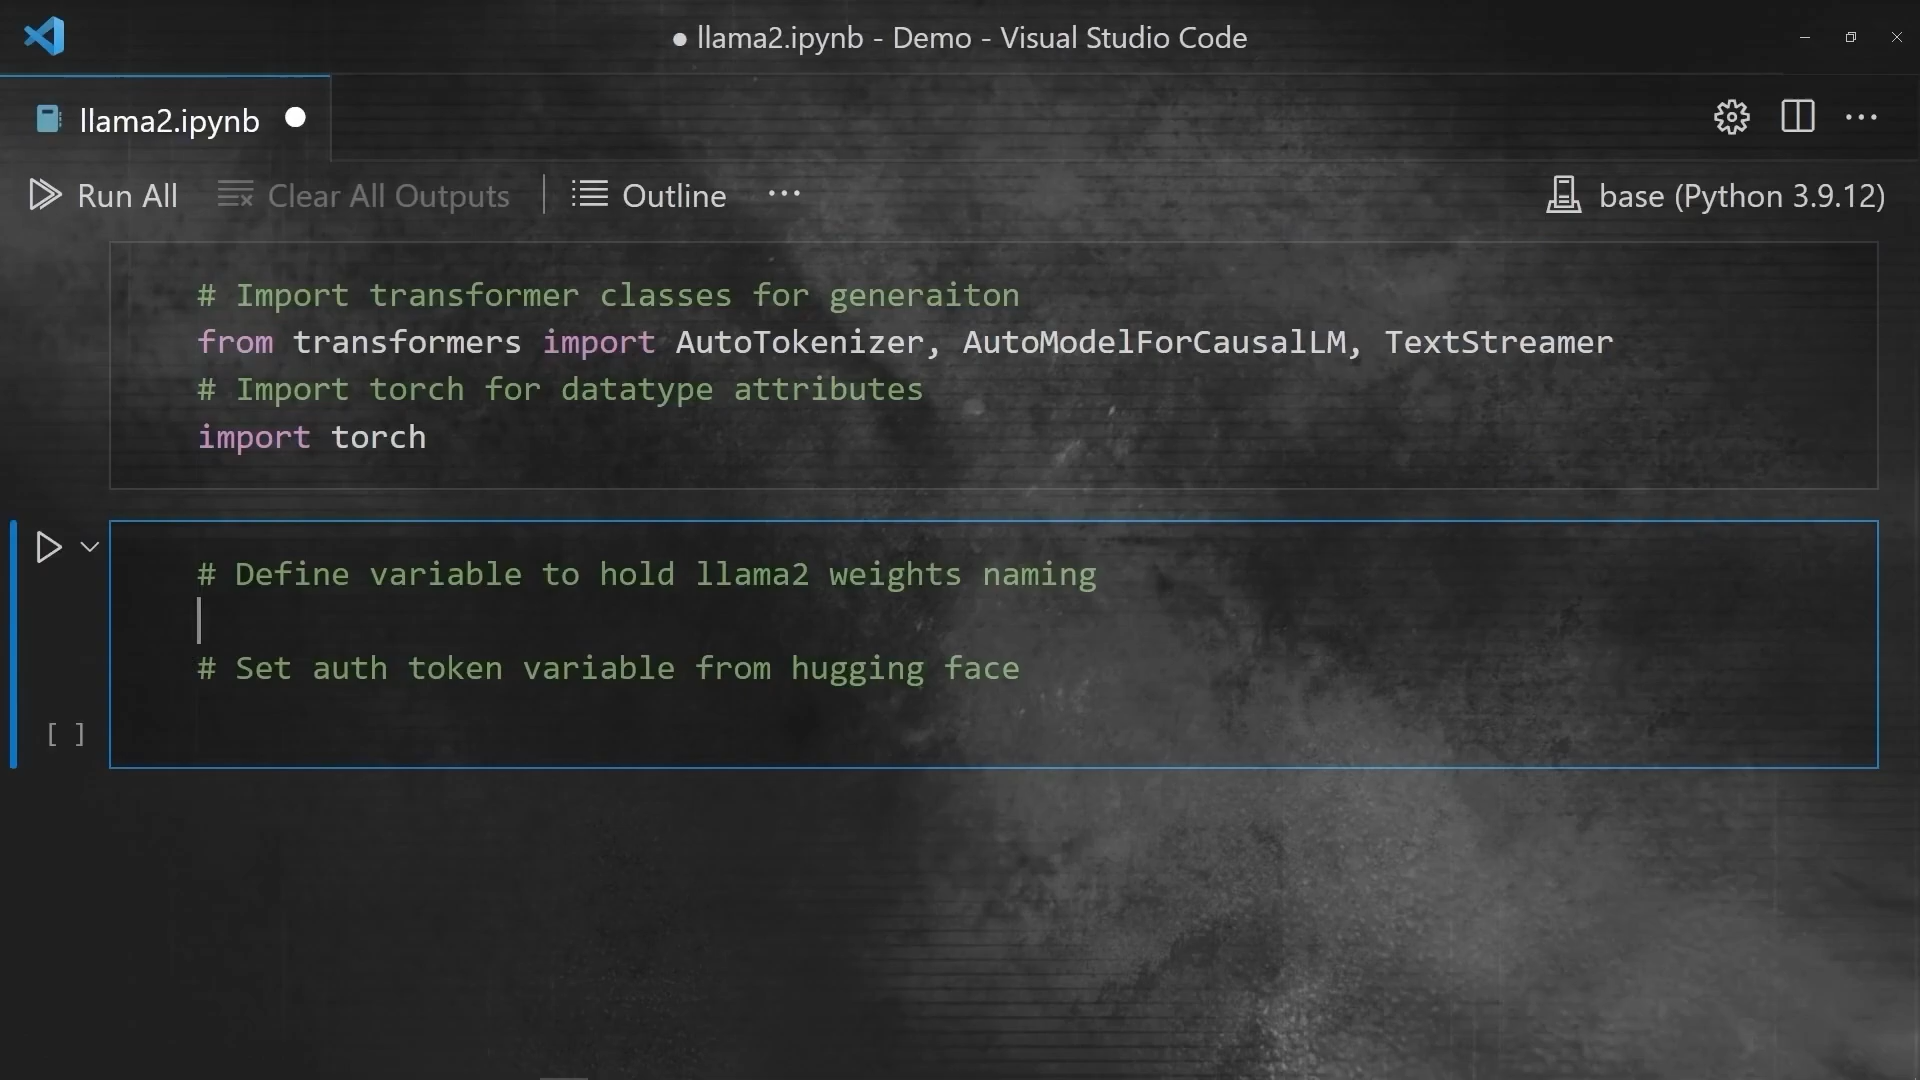 ● llama2.ipynb - Demo - Visual Studio Code
llama2.ipynb
Run All Clear All Outputs Outline ... base (Python 3.9.12)
# Import transformer classes for generaiton
from transformers import AutoTokenizer, AutoModelForCausalLM, TextStreamer
# Import torch for datatype attributes
import torch
# Define variable to hold llama2 weights naming
# Set auth token variable from hugging face
[ ]